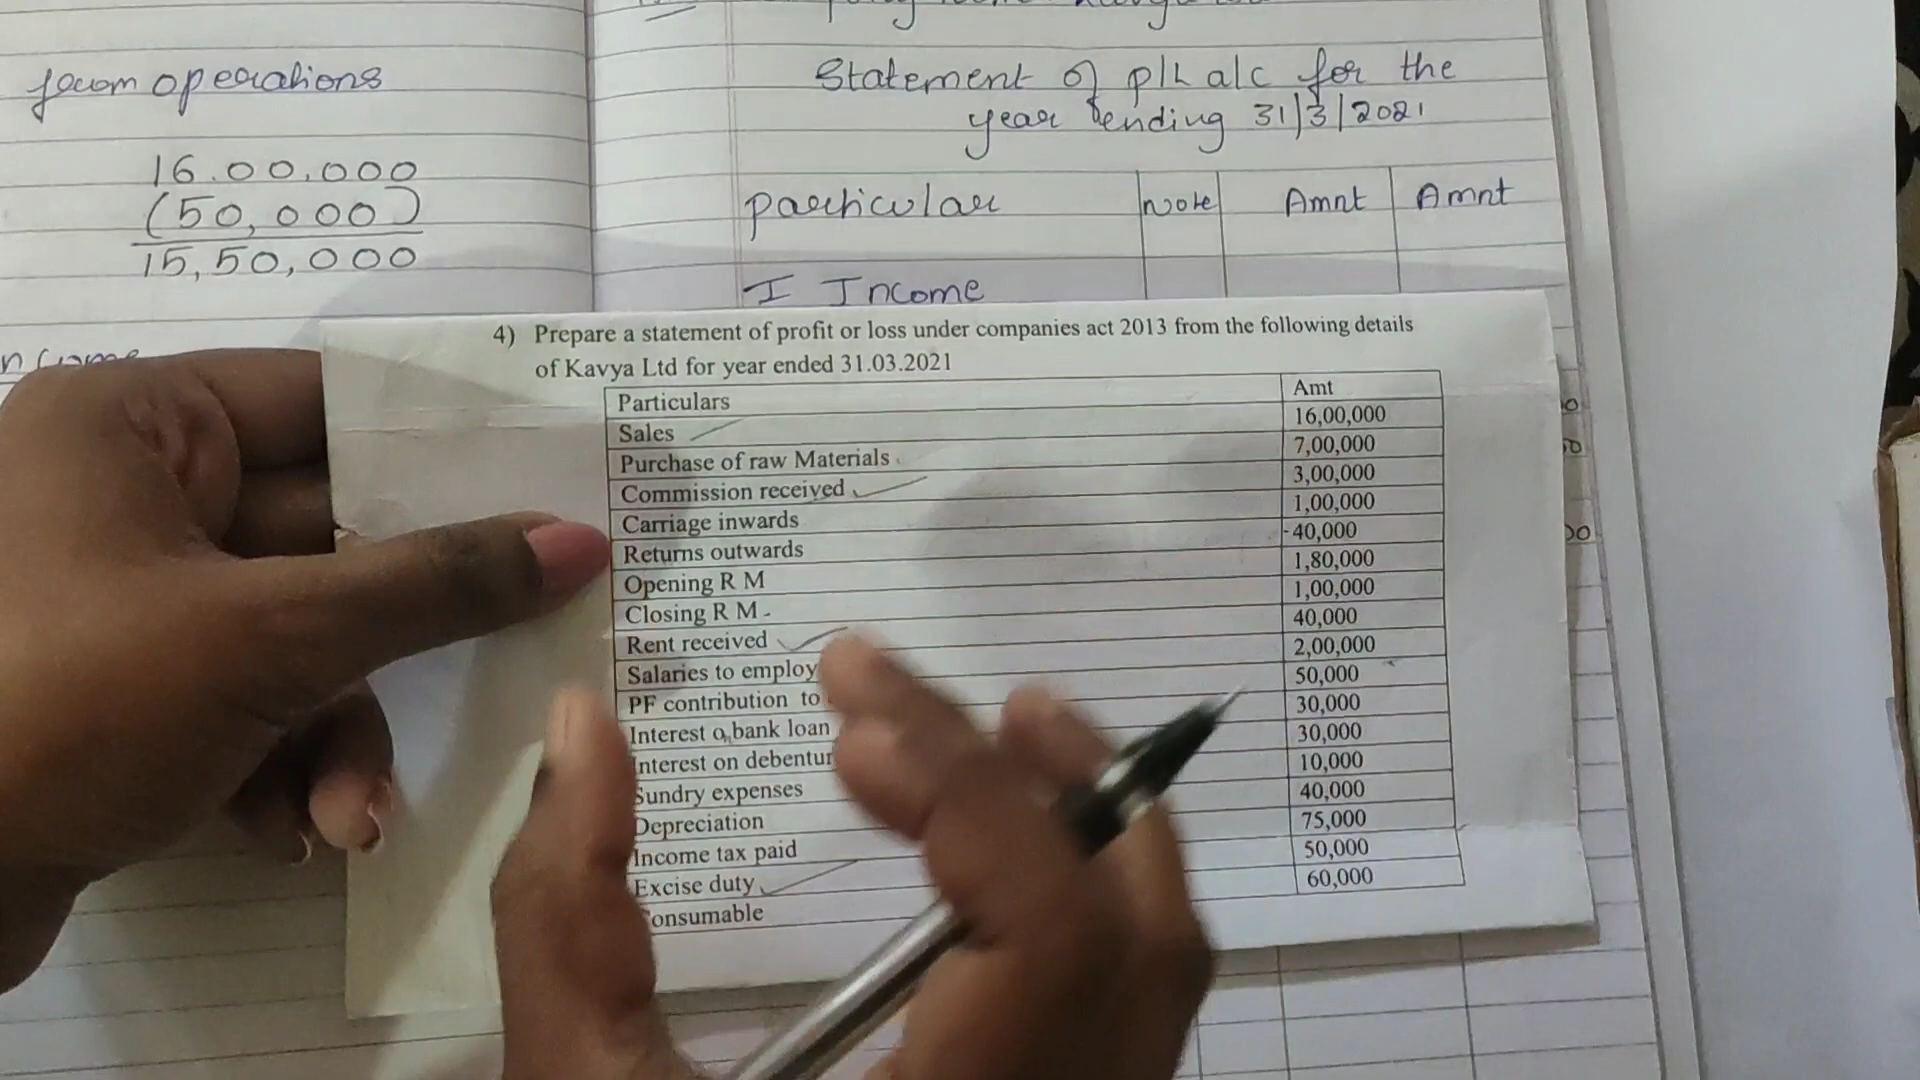 from operations
16.00,000
(50,000)
15,50,000
Statement of p/L a/c for the
year ending 31/3/2021
particular Note Amnt Amnt
I Income
4) Prepare a statement of profit or loss under companies act 2013 from the following details
of Kavya Ltd for year ended 31.03.2021
Particulars Amt
Sales 16,00,000
Purchase of raw Materials 7,00,000
Commission received 3,00,000
Carriage inwards 1,00,000
Returns outwards -40,000
Opening R M 1,80,000
Closing R M - 1,00,000
Rent received 40,000
Salaries to employ 2,00,000
PF contribution to 50,000
Interest on bank loan 30,000
Interest on debentur 30,000
Sundry expenses 10,000
Depreciation 40,000
Income tax paid 75,000
Excise duty 50,000
onsumable 60,000